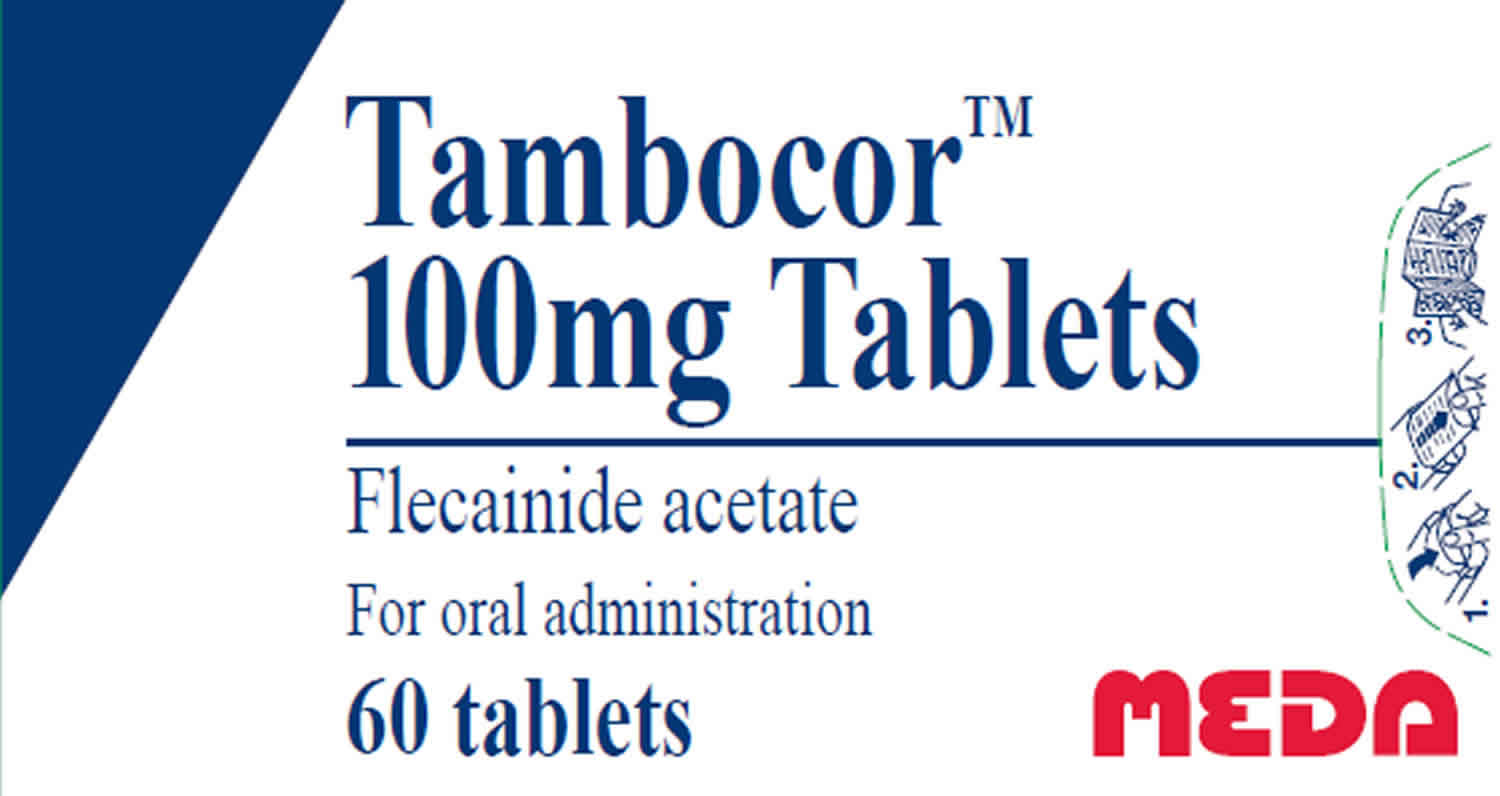 Tambocor™
100mg Tablets
Flecainide acetate
For oral administration
60 tablets
MEDA
3.
2.
1.